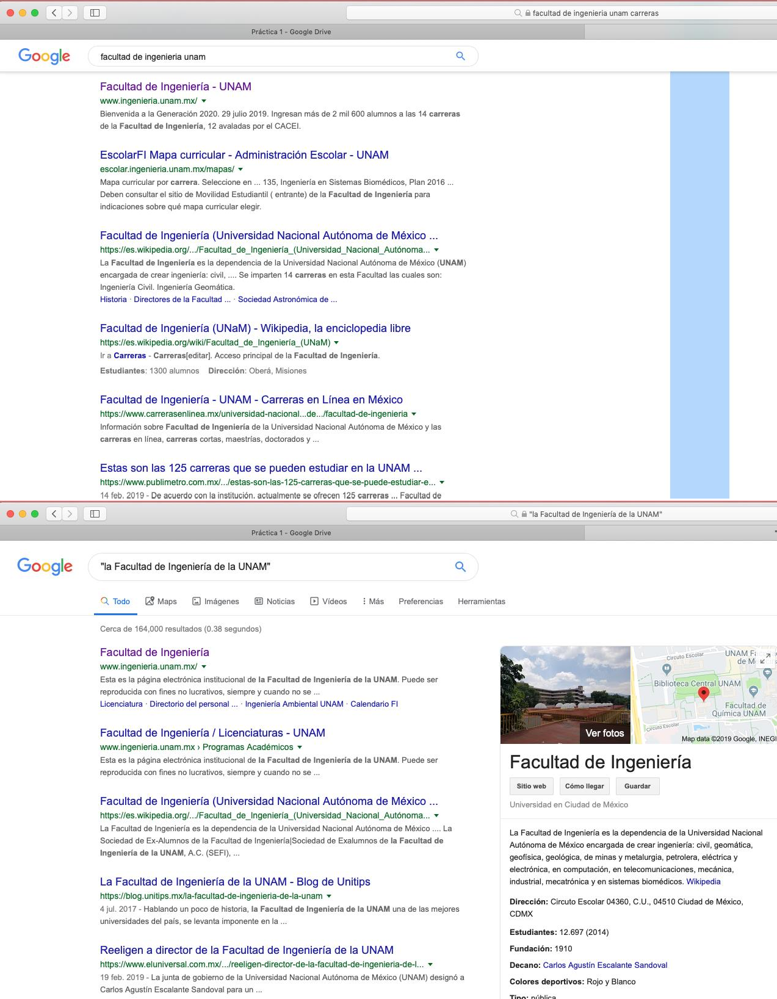 facultad de ingenieria unam carreras
Práctica 1 - Google Drive
Google
facultad de ingenieria unam
Facultad de Ingeniería - UNAM
www.ingenieria.unam.mx/
Bienvenida a la Generación 2020. 29 julio 2019. Ingresan más de 2 mil 600 alumnos a las 14 carreras
de la Facultad de Ingeniería, 12 avaladas por el CACEI.
EscolarFI Mapa curricular - Administración Escolar - UNAM
escolar.ingenieria.unam.mx/mapas/
Mapa curricular por carrera. Seleccione en ... 135, Ingeniería en Sistemas Biomédicos, Plan 2016 ...
Deben consultar el sitio de Movilidad Estudiantil ( entrante) de la Facultad de Ingeniería para
indicaciones sobre qué mapa curricular elegir.
Facultad de Ingeniería (Universidad Nacional Autónoma de México ...
https://es.wikipedia.org/.../Facultad_de_Ingeniería_(Universidad_Nacional_Autónoma...
La Facultad de Ingeniería es la dependencia de la Universidad Nacional Autónoma de México (UNAM)
encargada de crear ingeniería: civil, .... Se imparten 14 carreras en esta Facultad las cuales son:
Ingeniería Civil. Ingeniería Geomática.
Historia · Directores de la Facultad ... · Sociedad Astronómica de ...
Facultad de Ingeniería (UNaM) - Wikipedia, la enciclopedia libre
https://es.wikipedia.org/wiki/Facultad_de_Ingeniería_(UNaM)
Ir a Carreras - Carreras[editar]. Acceso principal de la Facultad de Ingeniería.
Estudiantes: 1300 alumnos Dirección: Oberá, Misiones
Facultad de Ingeniería - UNAM - Carreras en Línea en México
https://www.carrerasenlinea.mx/universidad-nacional...de.../facultad-de-ingenieria
Información sobre Facultad de Ingeniería de la Universidad Nacional Autónoma de México y las
carreras en línea, carreras cortas, maestrías, doctorados y ...
Estas son las 125 carreras que se pueden estudiar en la UNAM ...
https://www.publimetro.com.mx/.../estas-son-las-125-carreras-que-se-puede-estudiar-e...
14 feb. 2019 - De acuerdo con la institución, actualmente se ofrecen 125 carreras ... Facultad de
"la Facultad de Ingeniería de la UNAM"
Práctica 1 - Google Drive
"
Google
"la Facultad de Ingeniería de la UNAM"
Todo Maps Imágenes Noticias Vídeos Más Preferencias Herramientas
Cerca de 164,000 resultados (0.38 segundos)
Facultad de Ingeniería
www.ingenieria.unam.mx/
Esta es la página electrónica institucional de la Facultad de Ingeniería de la UNAM. Puede ser
reproducida con fines no lucrativos, siempre y cuando no se ...
Licenciatura · Directorio del personal ... · Ingeniería Ambiental UNAM · Calendario FI
Facultad de Ingeniería / Licenciaturas - UNAM
www.ingenieria.unam.mx › Programas Académicos
Esta es la página electrónica institucional de la Facultad de Ingeniería de la UNAM. Puede ser
reproducida con fines no lucrativos, siempre y cuando no se ...
Facultad de Ingeniería (Universidad Nacional Autónoma de México ...
https://es.wikipedia.org/.../Facultad_de_Ingeniería_(Universidad_Nacional_Autónoma...
La Facultad de Ingeniería es la dependencia de la Universidad Nacional Autónoma de México .... La
Sociedad de Ex-Alumnos de la Facultad de Ingeniería|Sociedad de Exalumnos de la Facultad de
Ingeniería de la UNAM, A.C. (SEFI), ...
La Facultad de Ingeniería de la UNAM - Blog de Unitips
https://blog.unitips.mx/la-facultad-de-ingenieria-de-la-unam
4 jul. 2017 - Hablando un poco de historia, la Facultad de Ingeniería de la UNAM una de las mejores
universidades del país, se levanta imponente en la ...
Reeligen a director de la Facultad de Ingeniería de la UNAM
https://www.eluniversal.com.mx/.../reeligen-director-de-la-facultad-de-ingenieria-de-l...
19 feb. 2019 - La junta de gobierno de la Universidad Nacional Autónoma de México (UNAM) designó a
Carlos Agustín Escalante Sandoval para un ...
Ver fotos
Circuito Escolar
UNAM
de
Biblioteca Central UNAM
Facultad de
Química UNAM
Circuito Escolar
Map data ©2019 Google, INEGI
Facultad de Ingeniería
Sitio web Cómo llegar Guardar
Universidad en Ciudad de México
La Facultad de Ingeniería es la dependencia de la Universidad Nacional
Autónoma de México encargada de crear ingeniería: civil, geomática,
geofísica, geológica, de minas y metalurgia, petrolera, eléctrica y
electrónica, en computación, en telecomunicaciones, mecánica,
industrial, mecatrónica y en sistemas biomédicos. Wikipedia
Dirección: Circuto Escolar 04360, C.U., 04510 Ciudad de México,
CDMX
Estudiantes: 12.697 (2014)
Fundación: 1910
Decano: Carlos Agustín Escalante Sandoval
Colores deportivos: Rojo y Blanco
Tipo: pública